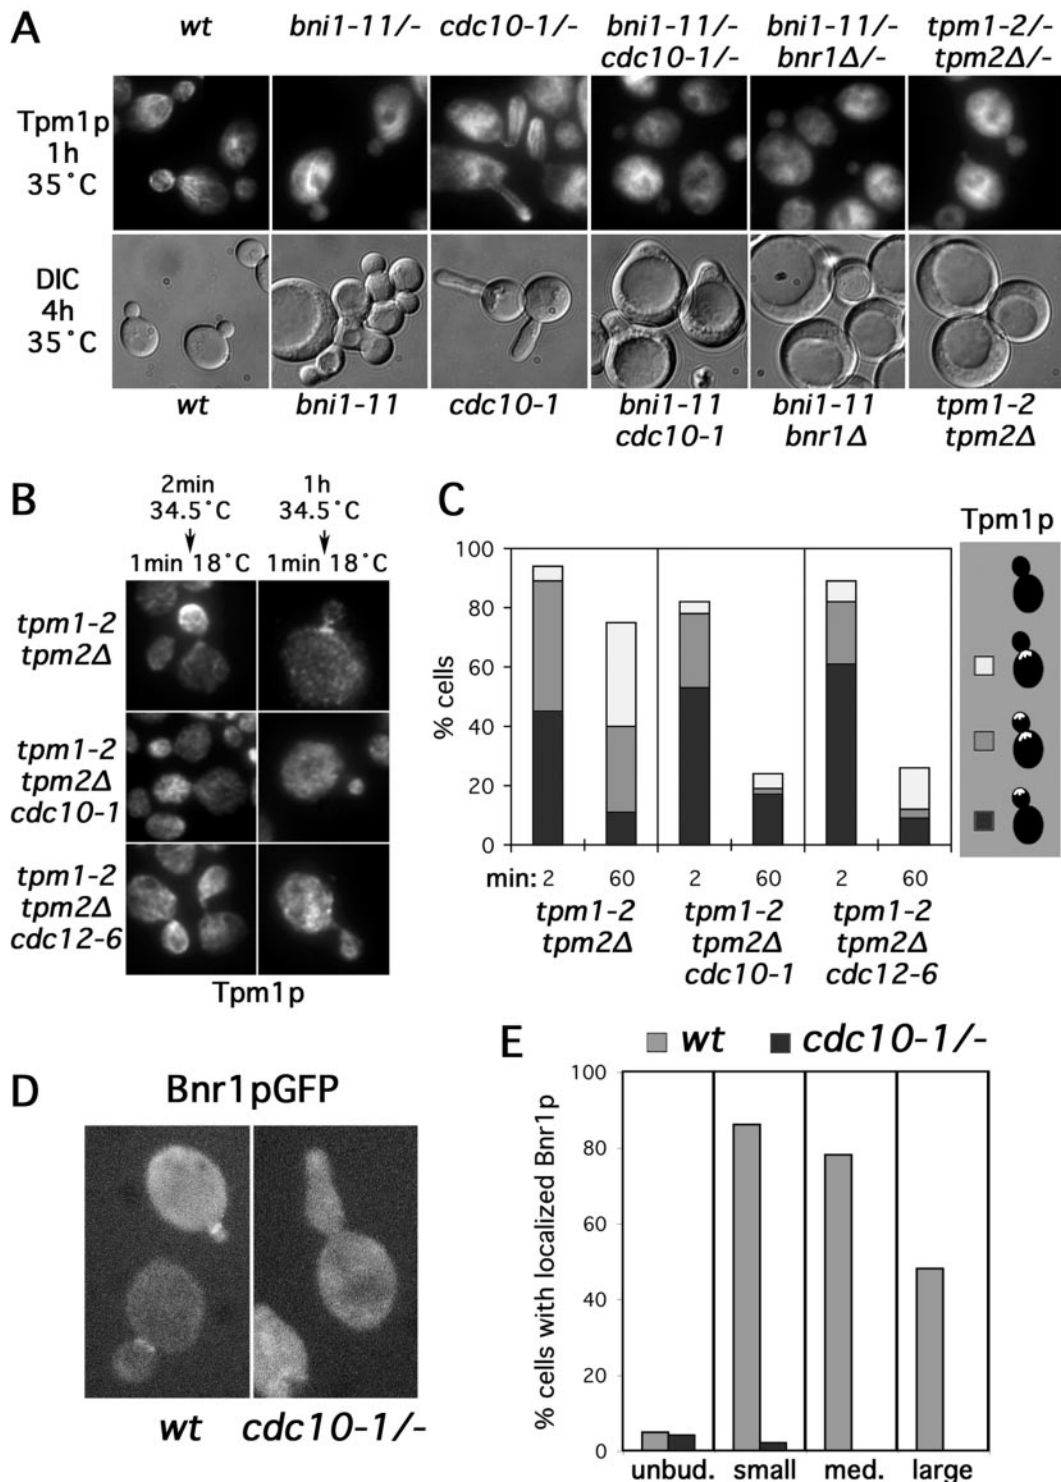 A
wt bni1-11/- cdc10-1/- bni1-11/- bni1-11/- tpm1-2/-
cdc10-1/- bnr1Δ/- tpm2Δ/-
Tpm1p
1h
35˚C
DIC
4h
35˚C
wt bni1-11 cdc10-1 bni1-11 bni1-11 tpm1-2
cdc10-1 bnr1Δ tpm2Δ
B
2min 1h
34.5˚C 34.5˚C
1min 18˚C 1min 18˚C
tpm1-2
tpm2Δ
tpm1-2
tpm2Δ
cdc10-1
tpm1-2
tpm2Δ
cdc12-6
Tpm1p
C
Tpm1p
% cells
100
80
60
40
20
0
min: 2 60 2 60 2 60
tpm1-2 tpm1-2 tpm1-2
tpm2Δ tpm2Δ tpm2Δ
cdc10-1 cdc12-6
D
Bnr1pGFP
wt cdc10-1/-
E
wt cdc10-1/-
% cells with localized Bnr1p
100
80
60
40
20
0
unbud. small med. large